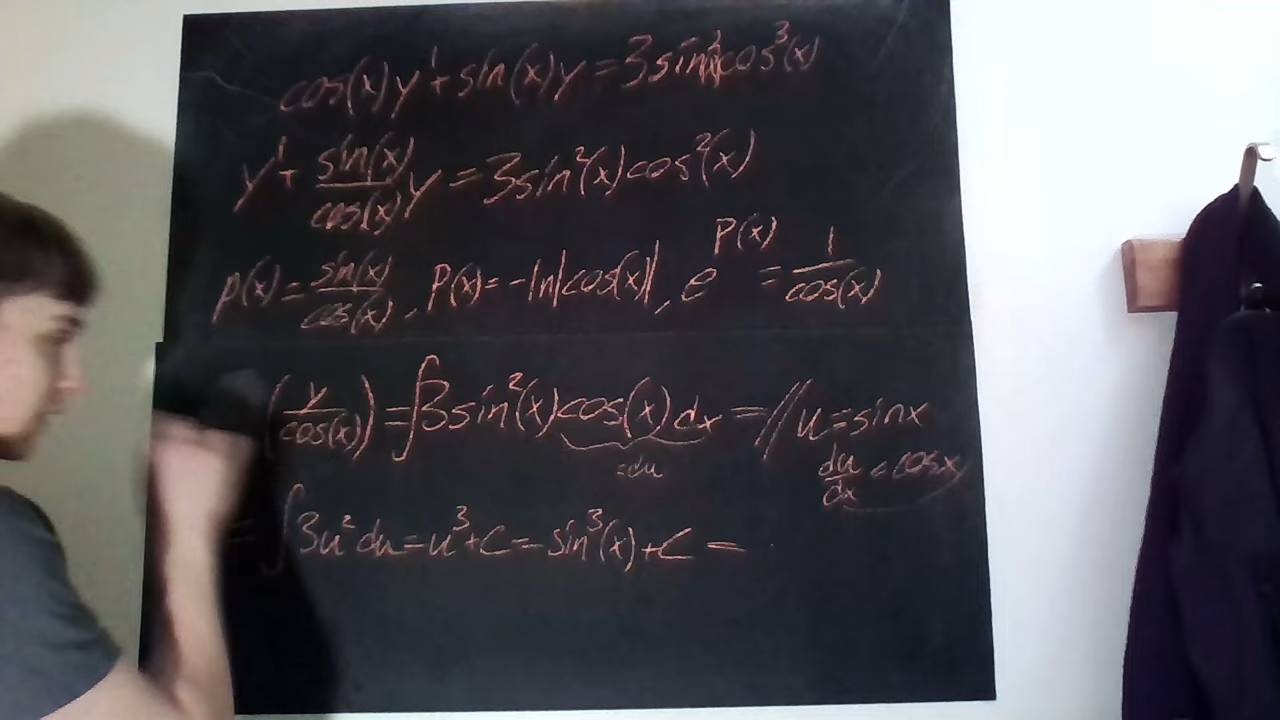 cos(x)y'+sin(x)y=3sin²(x)cos³(x)
y'+sin(x)/cos(x) y=3sin²(x)cos²(x)
p(x)=sin(x)/cos(x), P(x)=-ln|cos(x)|, e^P(x)=1/cos(x)
(y/cos(x))=∫3sin²(x)cos(x)dx=//u=sinx
=du du/dx=cosx
=∫3u²du=u³+C=sin³(x)+C=